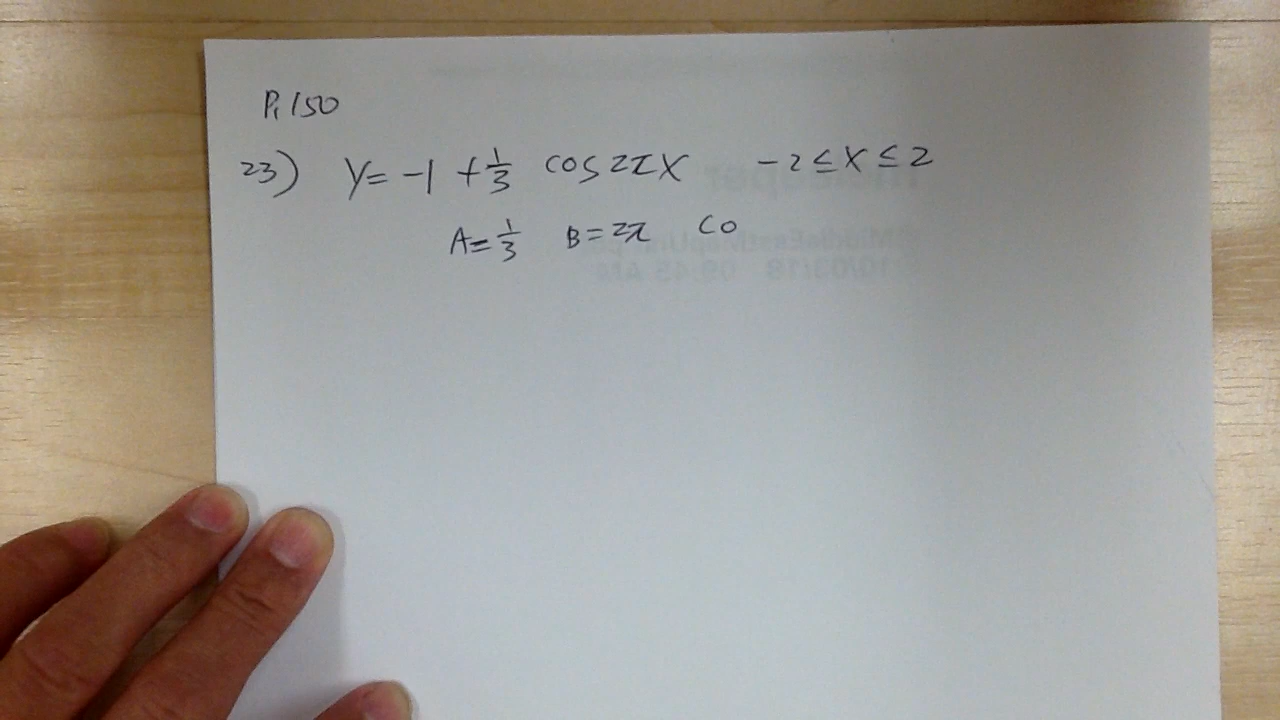 P. 150
23) y = -1 + 1/3 cos 2πx -2 ≤ x ≤ 2
A = 1/3 B = 2π Co